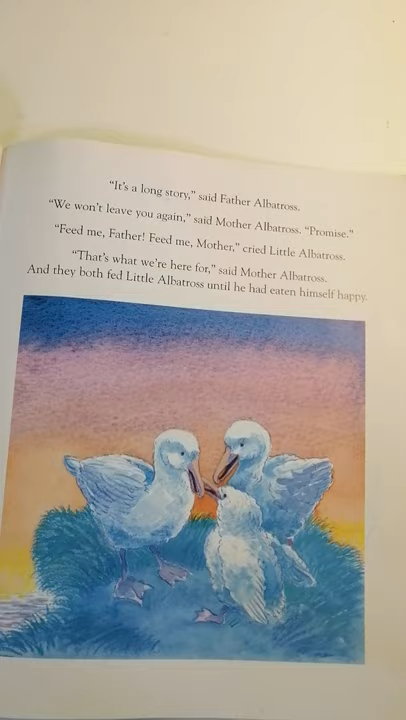 “It’s a long story,” said Father Albatross.
“We won’t leave you again,” said Mother Albatross. “Promise.”
“Feed me, Father! Feed me, Mother,” cried Little Albatross.
“That’s what we’re here for,” said Mother Albatross.
And they both fed Little Albatross until he had eaten himself happy.